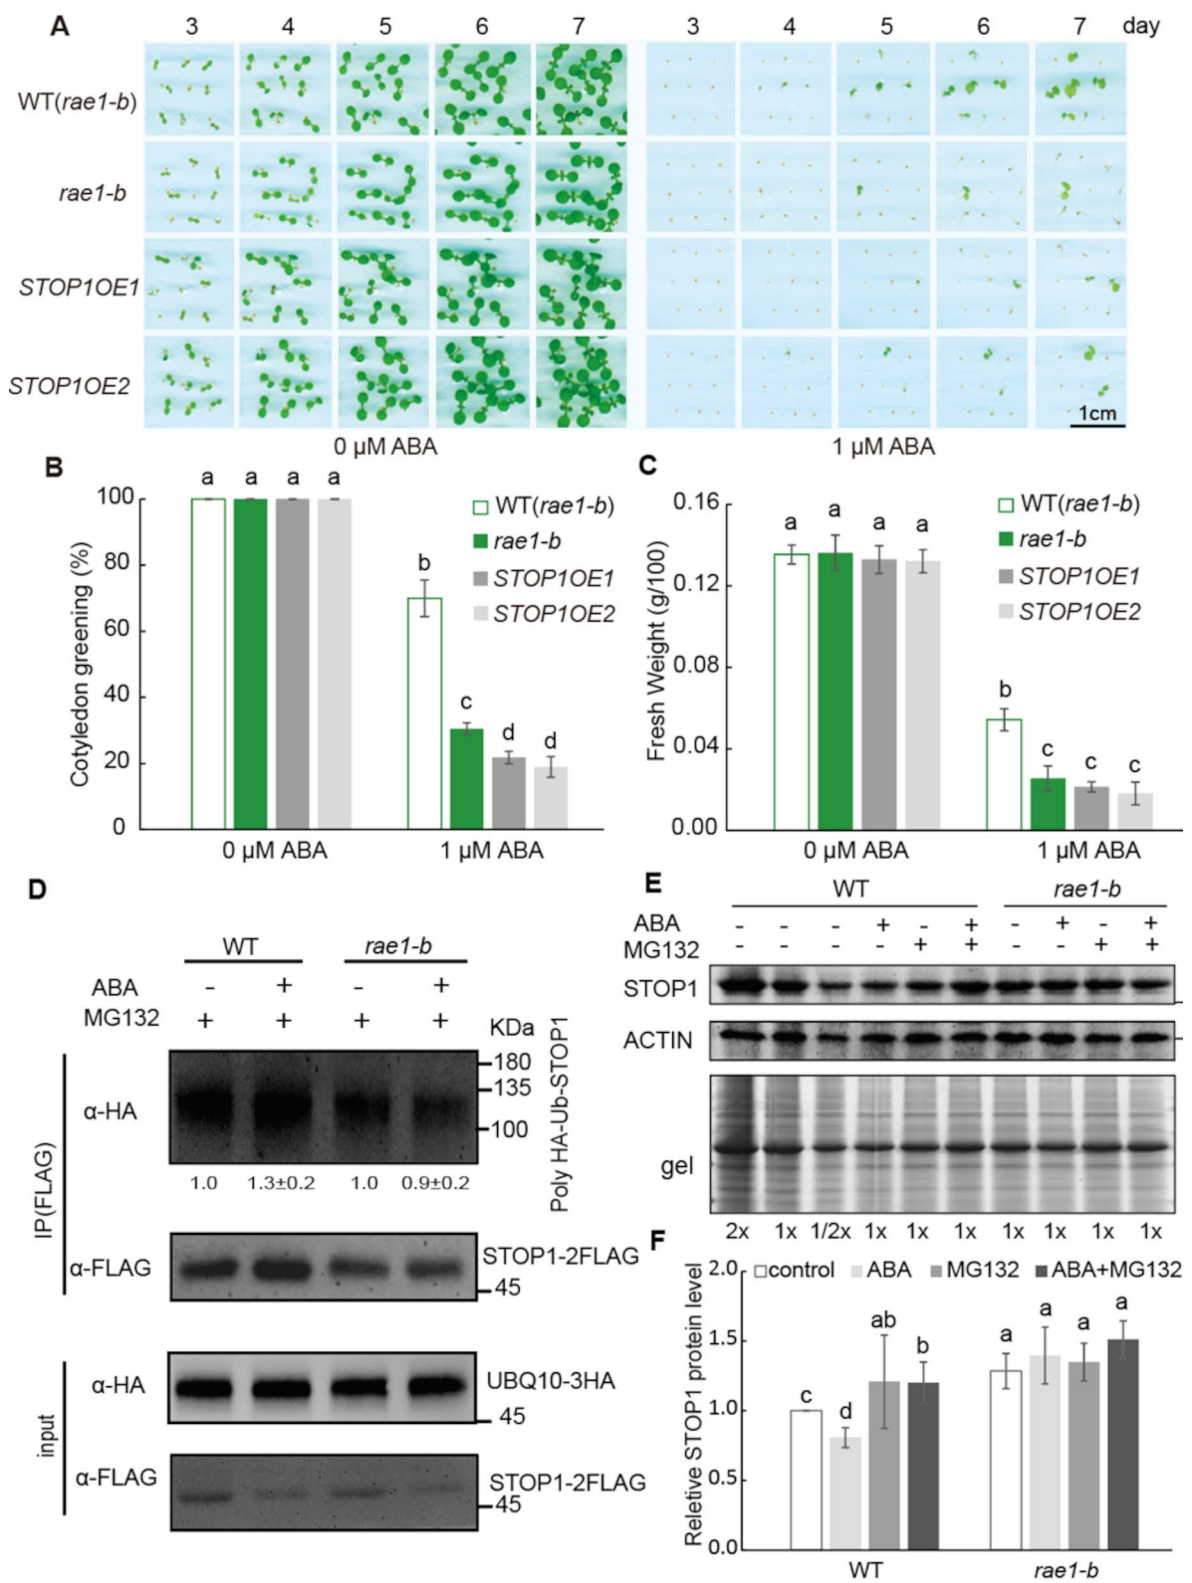 A
3 4 5 6 7 3 4 5 6 7 day
WT(rae1-b)
rae1-b
STOP1OE1
STOP1OE2
1cm
0 µM ABA 1 µM ABA
B
a a a a
100
80
60
40
20
0
Cotyledon greening (%)
WT(rae1-b)
rae1-b
STOP1OE1
STOP1OE2
b
c
d d
0 µM ABA 1 µM ABA
C
0.16
0.12
0.08
0.04
0.00
Fresh Weight (g/100)
a a a a
WT(rae1-b)
rae1-b
STOP1OE1
STOP1OE2
b
c c c
0 µM ABA 1 µM ABA
D
WT rae1-b
ABA - + - +
MG132 + + + +
KDa
180
135
100
α-HA
1.0 1.3±0.2 1.0 0.9±0.2
Poly HA-Ub-STOP1
IP(FLAG)
α-FLAG
STOP1-2FLAG
45
input
α-HA
UBQ10-3HA
45
α-FLAG
STOP1-2FLAG
45
E
WT rae1-b
ABA - - - + - + - + - +
MG132 - - - - + + - - + +
STOP1
ACTIN
gel
2x 1x 1/2x 1x 1x 1x 1x 1x 1x 1x
F
2.0
1.5
1.0
0.5
0.0
Reletive STOP1 protein level
control ABA MG132 ABA+MG132
c d ab b a a a a
WT rae1-b